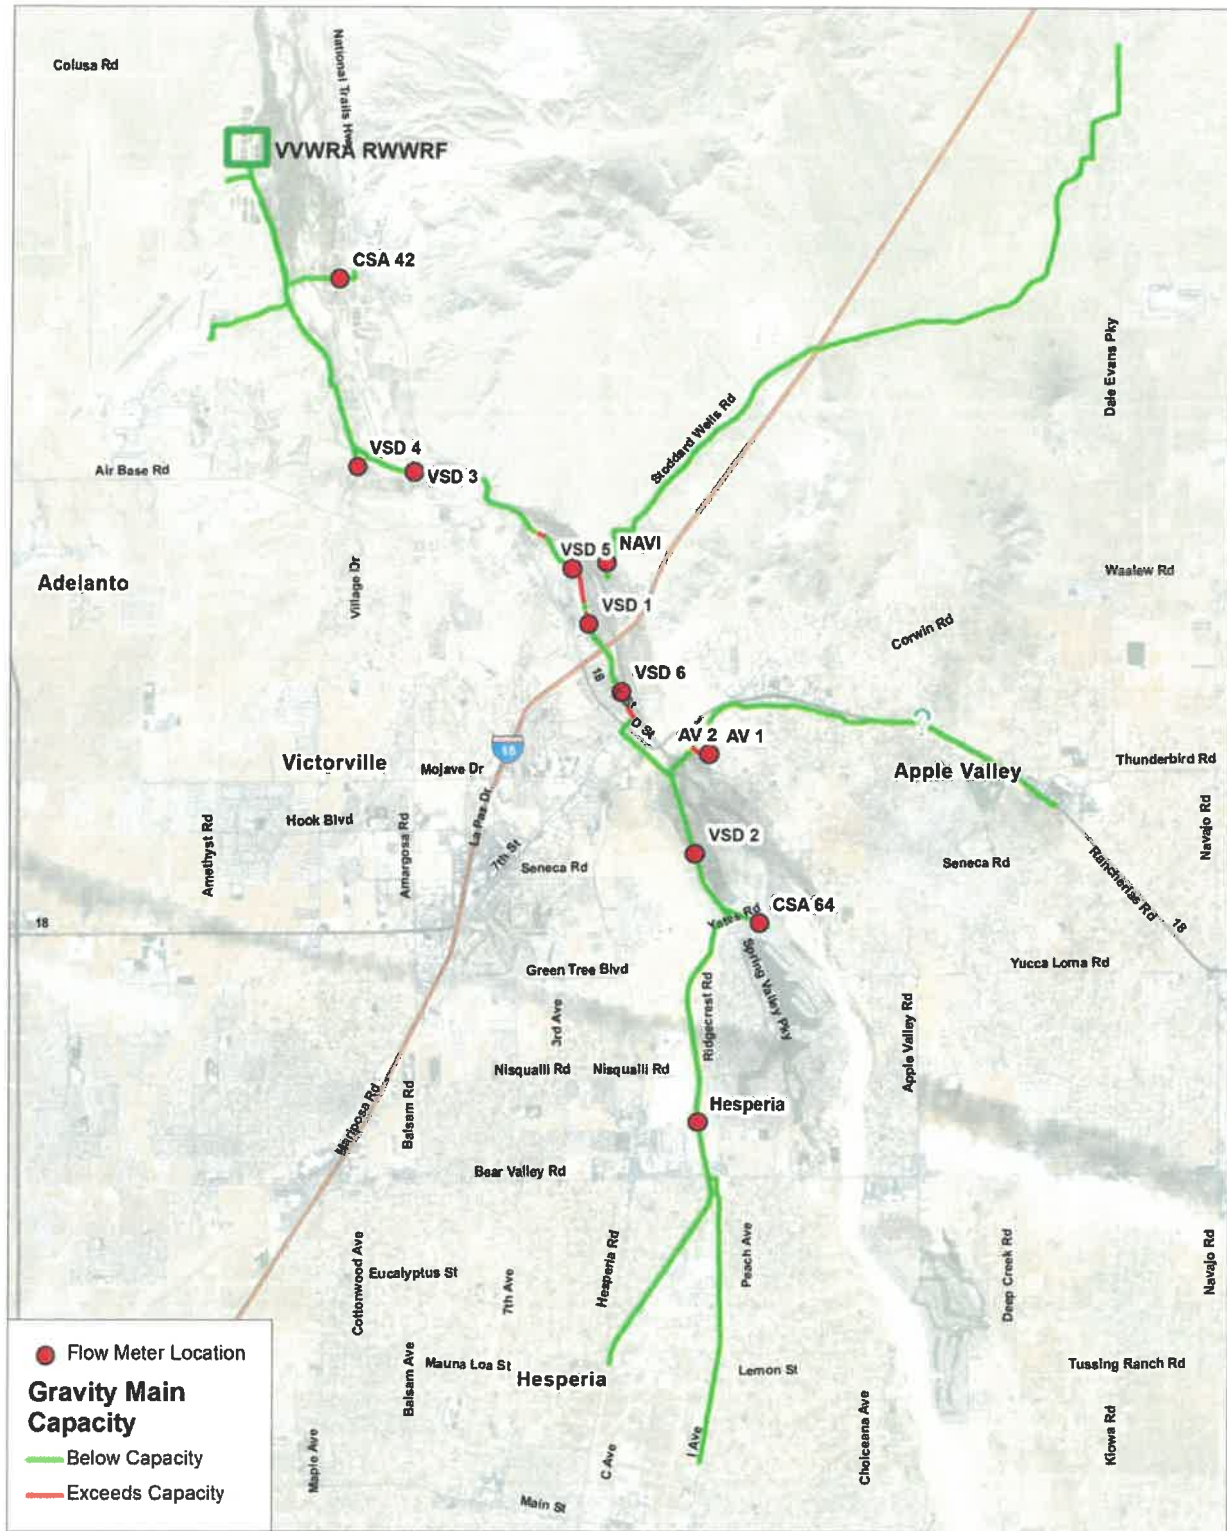 Colusa Rd
National Trails Hwy
VVWRA RWWRF
CSA 42
Dale Evans Pky
Stoddard Wells Rd
VSD 4
Air Base Rd
VSD 3
NAVI
VSD 5
Adelanto
Village Dr
Waalew Rd
VSD 1
Corwin Rd
VSD 6
18
D St
AV 2
AV 1
15
Victorville
Mojave Dr
Apple Valley
Thunderbird Rd
La Paz Dr
Hook Blvd
Amethyst Rd
Amargosa Rd
Navajo Rd
VSD 2
7th St
Seneca Rd
Seneca Rd
Rancherias Rd
18
CSA 64
Yates Rd
18
Green Tree Blvd
Spring Valley Pky
Yucca Loma Rd
3rd Ave
Ridgecrest Rd
Apple Valley Rd
Nisqualli Rd
Nisqualli Rd
Mariposa Rd
Balsam Rd
Hesperia
Bear Valley Rd
Cottonwood Ave
Eucalyptus St
7th Ave
Hesperia Rd
Peach Ave
Deep Creek Rd
Navajo Rd
Flow Meter Location
Gravity Main
Capacity
Below Capacity
Exceeds Capacity
Balsam Ave
Mauna Loa St
Hesperia
Lemon St
Tussing Ranch Rd
Choiceana Ave
Kiowa Rd
Maple Ave
C Ave
I Ave
Main St